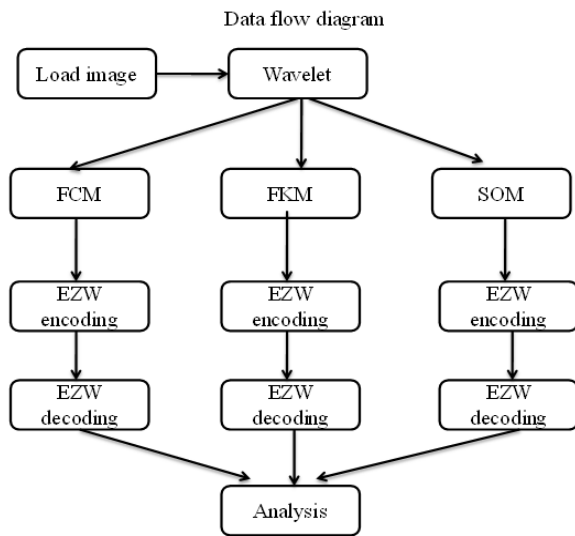 Data flow diagram
Load image
Wavelet
FCM
FKM
SOM
EZW
encoding
EZW
encoding
EZW
encoding
EZW
decoding
EZW
decoding
EZW
decoding
Analysis